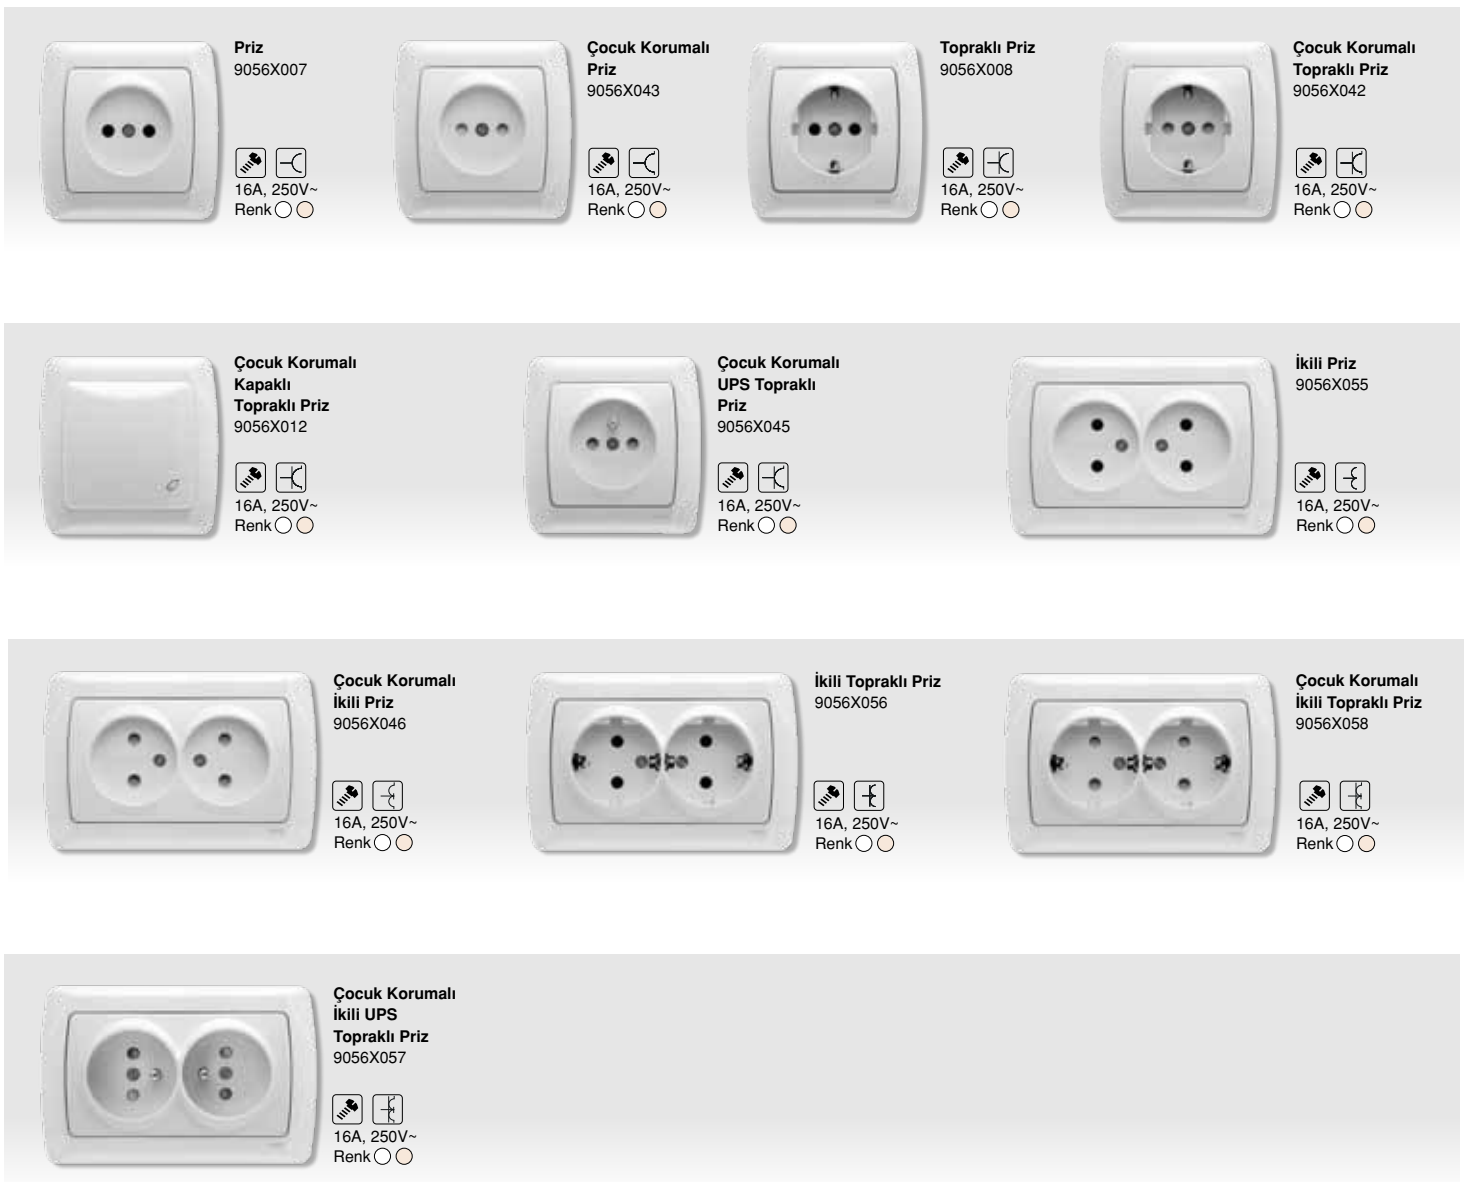 Priz
9056X007
16A, 250V~
Renk
Çocuk Korumalı
Priz
9056X043
16A, 250V~
Renk
Topraklı Priz
9056X008
16A, 250V~
Renk
Çocuk Korumalı
Topraklı Priz
9056X042
16A, 250V~
Renk
Çocuk Korumalı
Kapaklı
Topraklı Priz
9056X012
16A, 250V~
Renk
Çocuk Korumalı
UPS Topraklı
Priz
9056X045
16A, 250V~
Renk
İkili Priz
9056X055
16A, 250V~
Renk
Çocuk Korumalı
İkili Priz
9056X046
16A, 250V~
Renk
İkili Topraklı Priz
9056X056
16A, 250V~
Renk
Çocuk Korumalı
İkili Topraklı Priz
9056X058
16A, 250V~
Renk
Çocuk Korumalı
İkili UPS
Topraklı Priz
9056X057
16A, 250V~
Renk